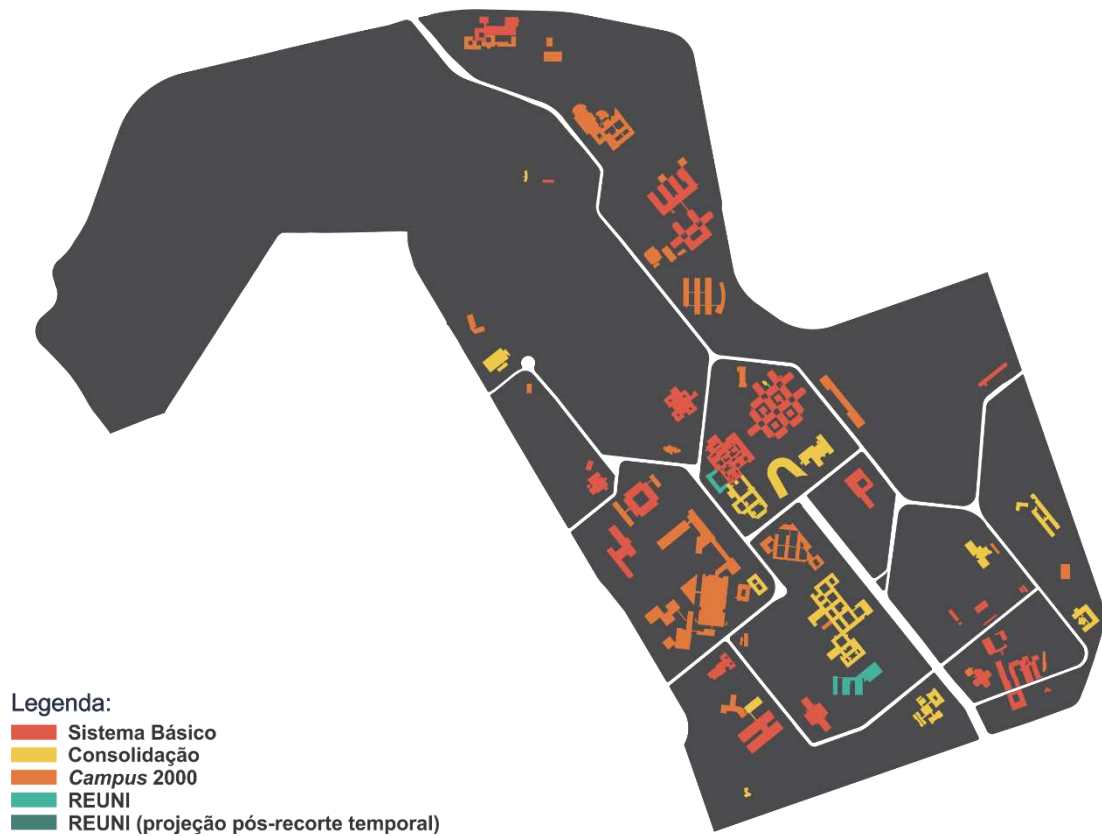 Legenda:
Sistema Básico
Consolidação
Campus 2000
REUNI
REUNI (projeção pós-recorte temporal)